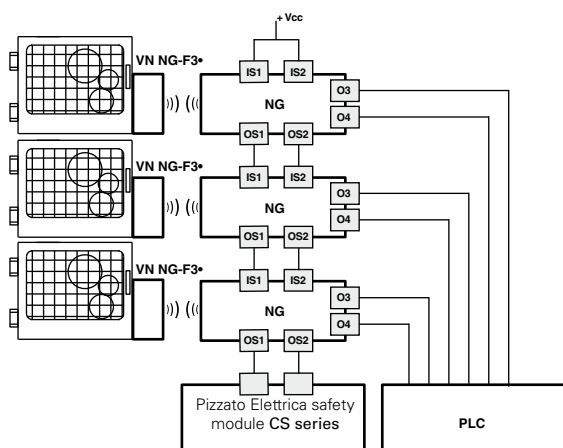 + Vcc
VN NG-F3•
IS1 IS2
O3
NG
O4
OS1 OS2
VN NG-F3•
IS1 IS2
O3
NG
O4
OS1 OS2
VN NG-F3•
IS1 IS2
O3
NG
O4
OS1 OS2
Pizzato Elettrica safety
module CS series
PLC